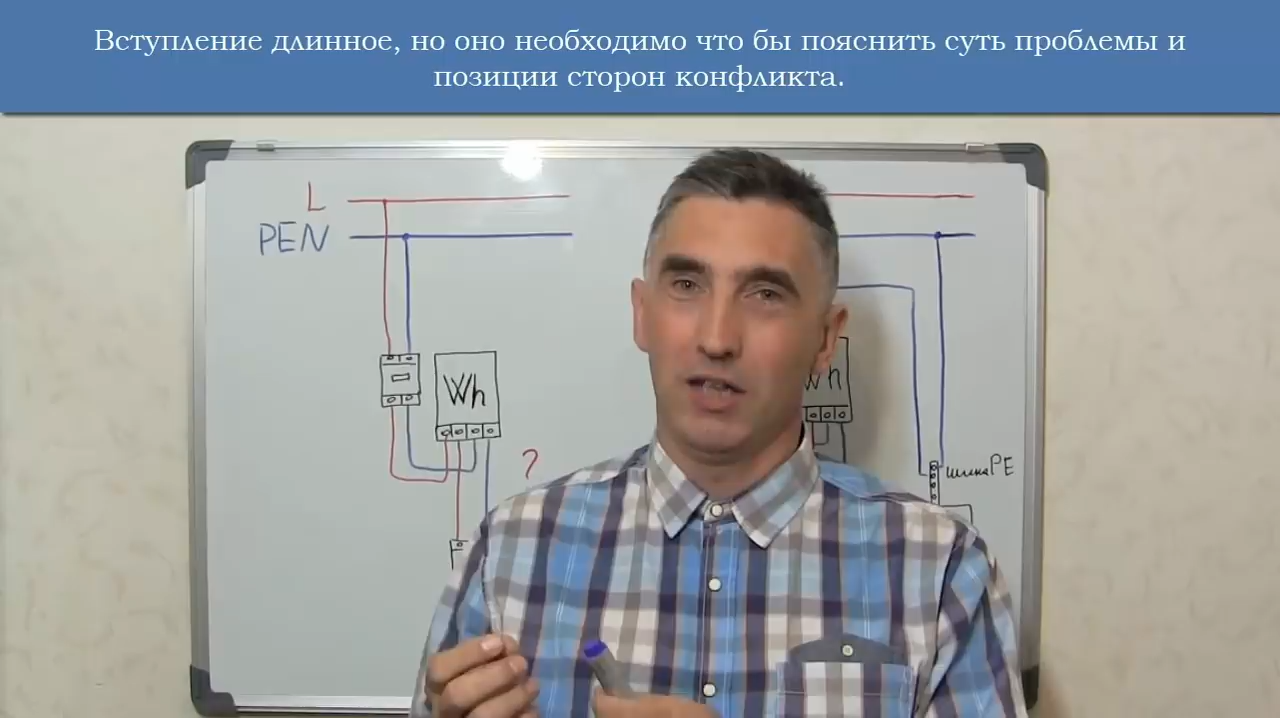 Вступление длинное, но оно необходимо что бы пояснить суть проблемы и
позиции сторон конфликта.
L
PEN
Wh
Wh
?
шина PE